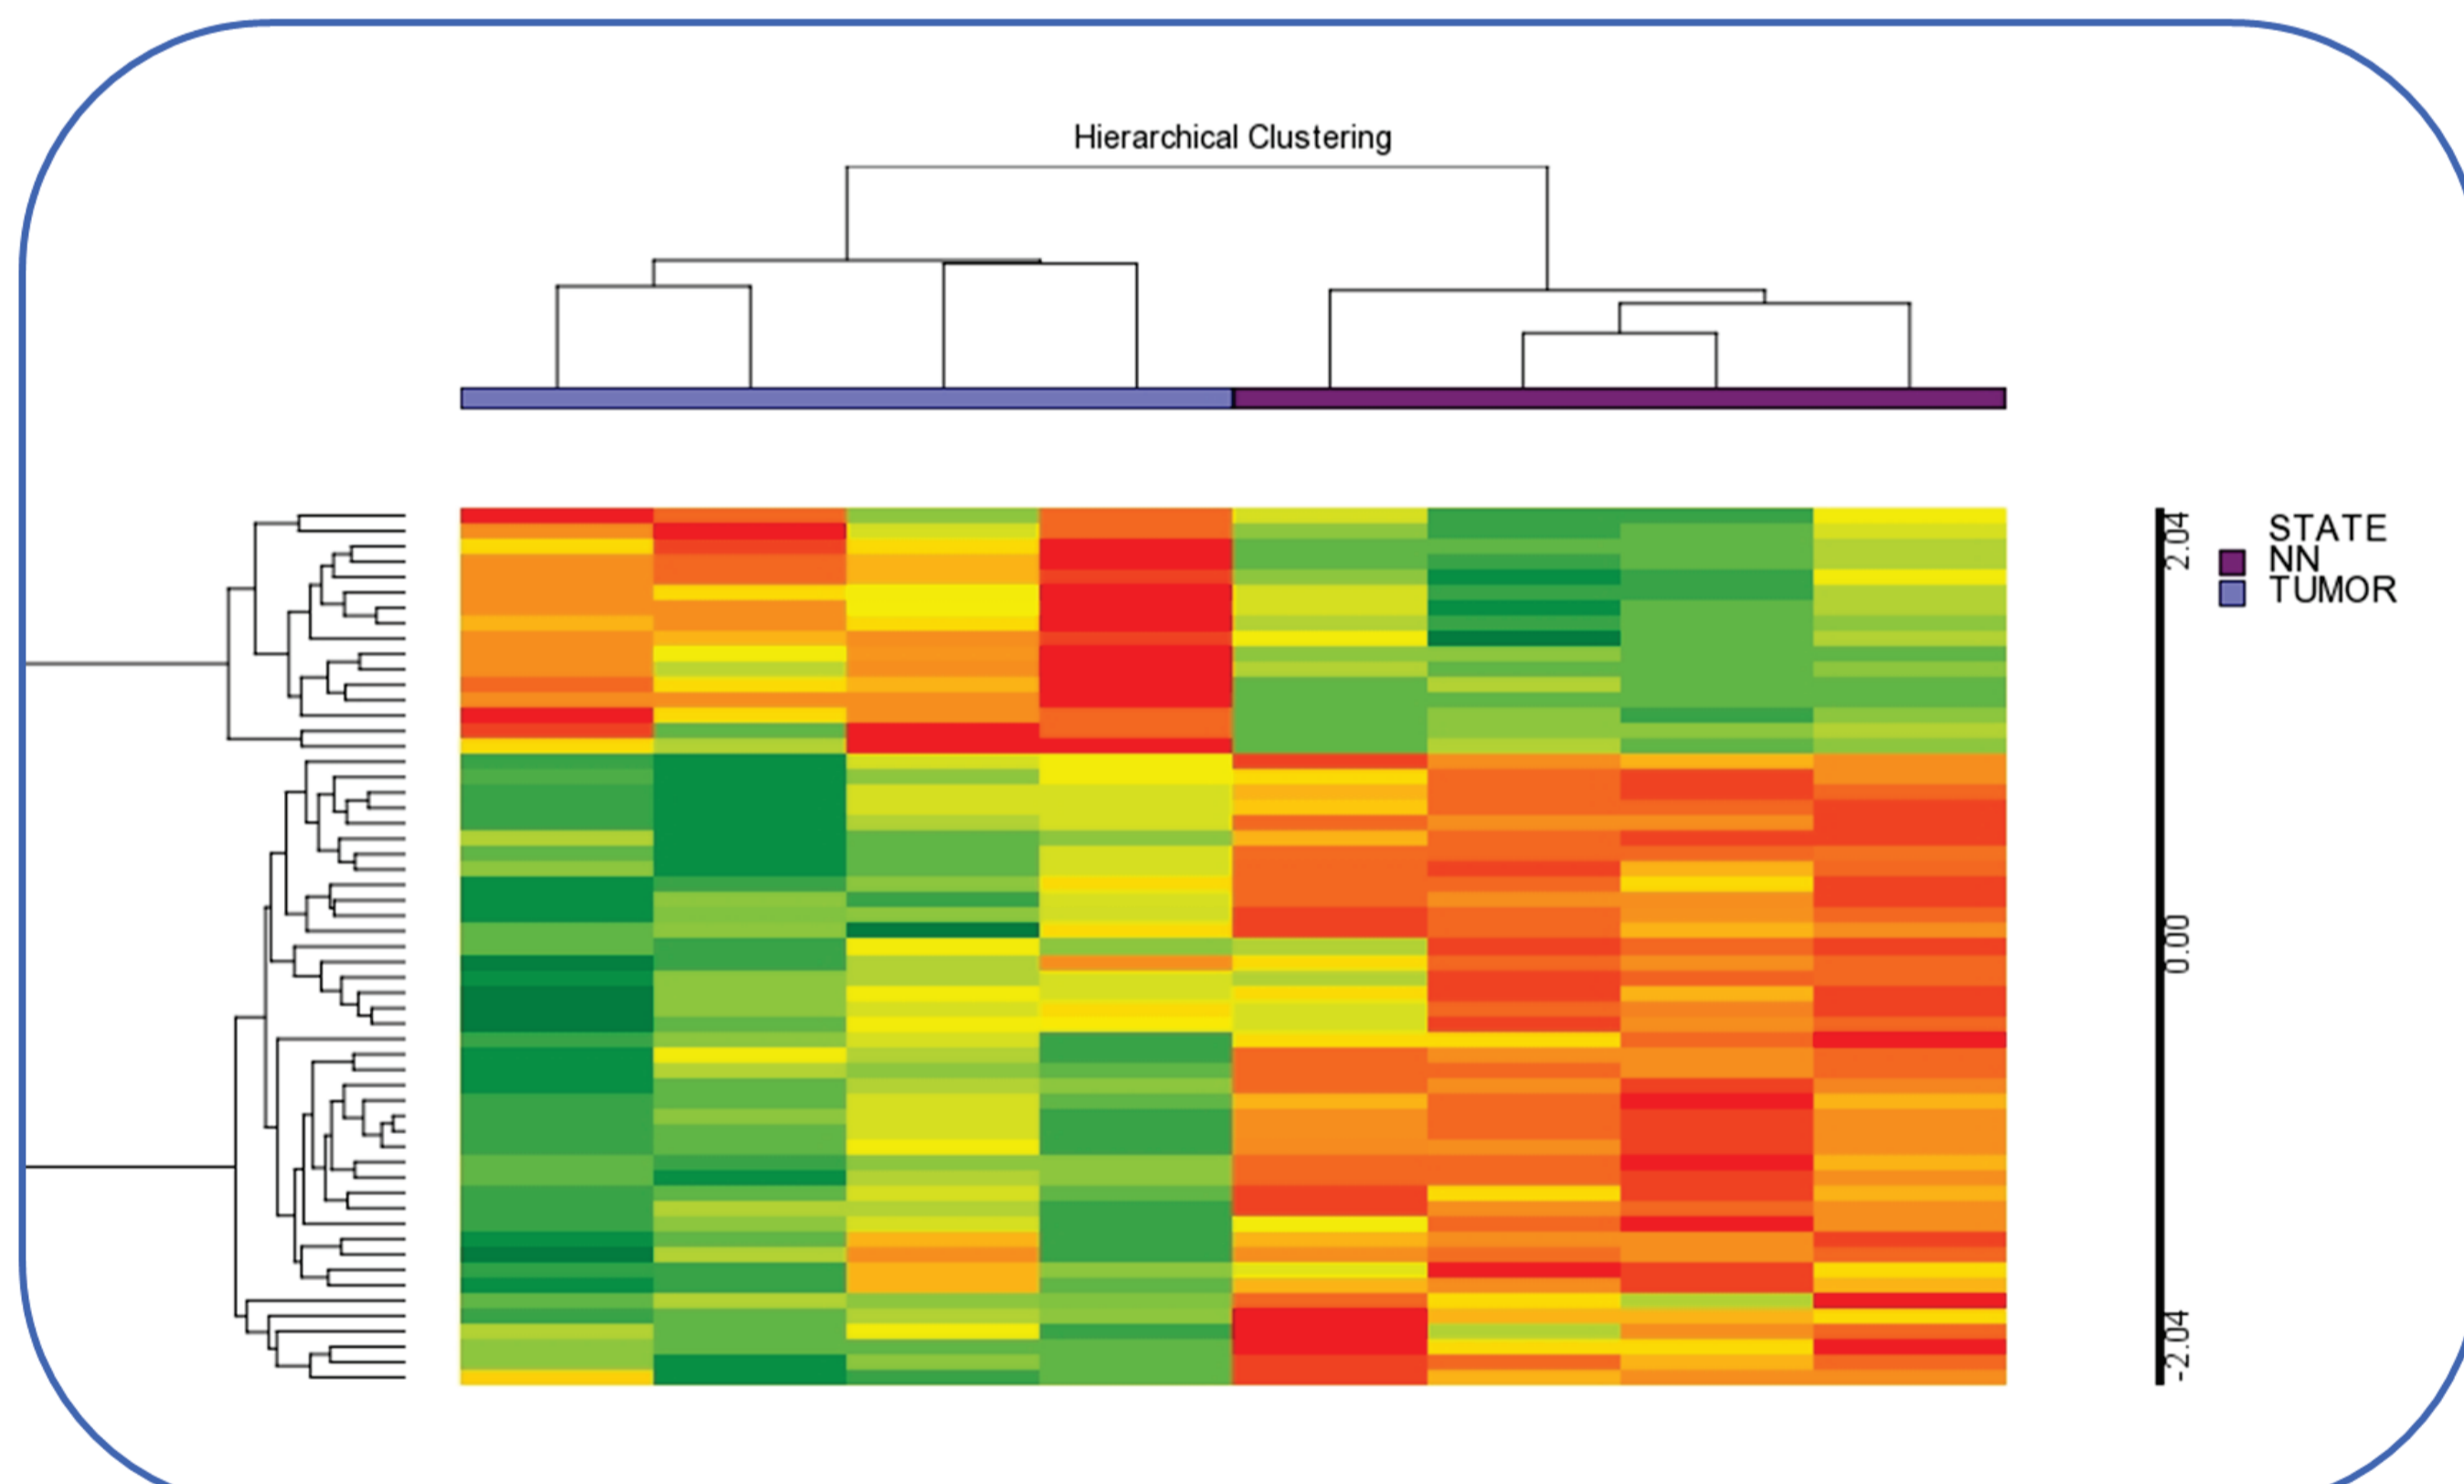 Hierarchical Clustering
2.04
0.00
-2.04
STATE
NN
TUMOR